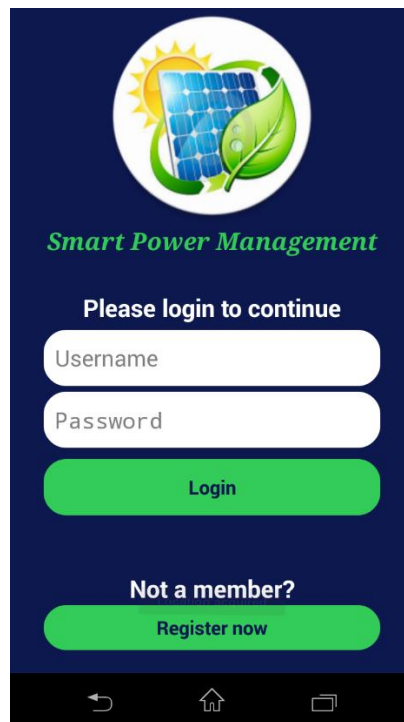 Smart Power Management
Please login to continue
Username
Password
Login
Not a member?
Register now